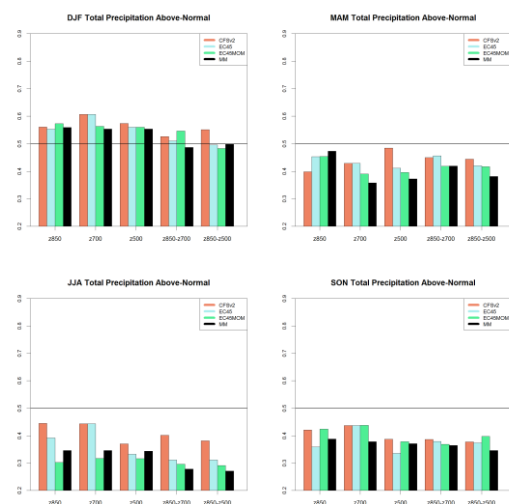 DJF Total Precipitation Above-Normal
CFSv2
EC45
EC45MOM
MM
0.9
0.8
0.7
0.6
0.5
0.4
0.3
0.2
z850 z700 z500 z850-z700 z850-z500
MAM Total Precipitation Above-Normal
CFSv2
EC45
EC45MOM
MM
0.9
0.8
0.7
0.6
0.5
0.4
0.3
0.2
z850 z700 z500 z850-z700 z850-z500
JJA Total Precipitation Above-Normal
CFSv2
EC45
EC45MOM
MM
0.9
0.8
0.7
0.6
0.5
0.4
0.3
0.2
z850 z700 z500 z850-z700 z850-z500
SON Total Precipitation Above-Normal
CFSv2
EC45
EC45MOM
MM
0.9
0.8
0.7
0.6
0.5
0.4
0.3
0.2
z850 z700 z500 z850-z700 z850-z500